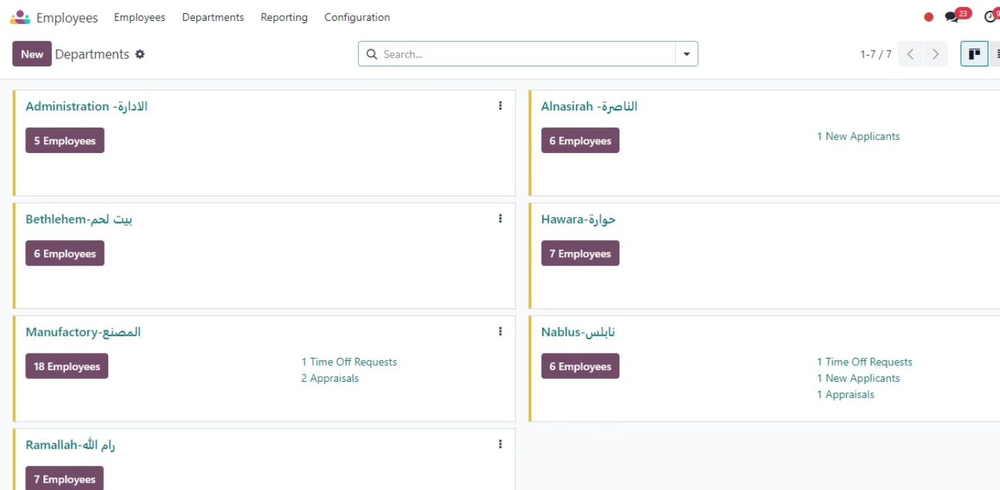 Employees Employees Departments Reporting Configuration 23
New Departments Search... 1-7 / 7
Administration -الادارة
5 Employees
Alnasirah -الناصرة
6 Employees
1 New Applicants
Bethlehem-بيت لحم
6 Employees
Hawara-حوارة
7 Employees
Manufactory-المصنع
18 Employees
1 Time Off Requests
2 Appraisals
Nablus-نابلس
6 Employees
1 Time Off Requests
1 New Applicants
1 Appraisals
Ramallah-رام الله
7 Employees